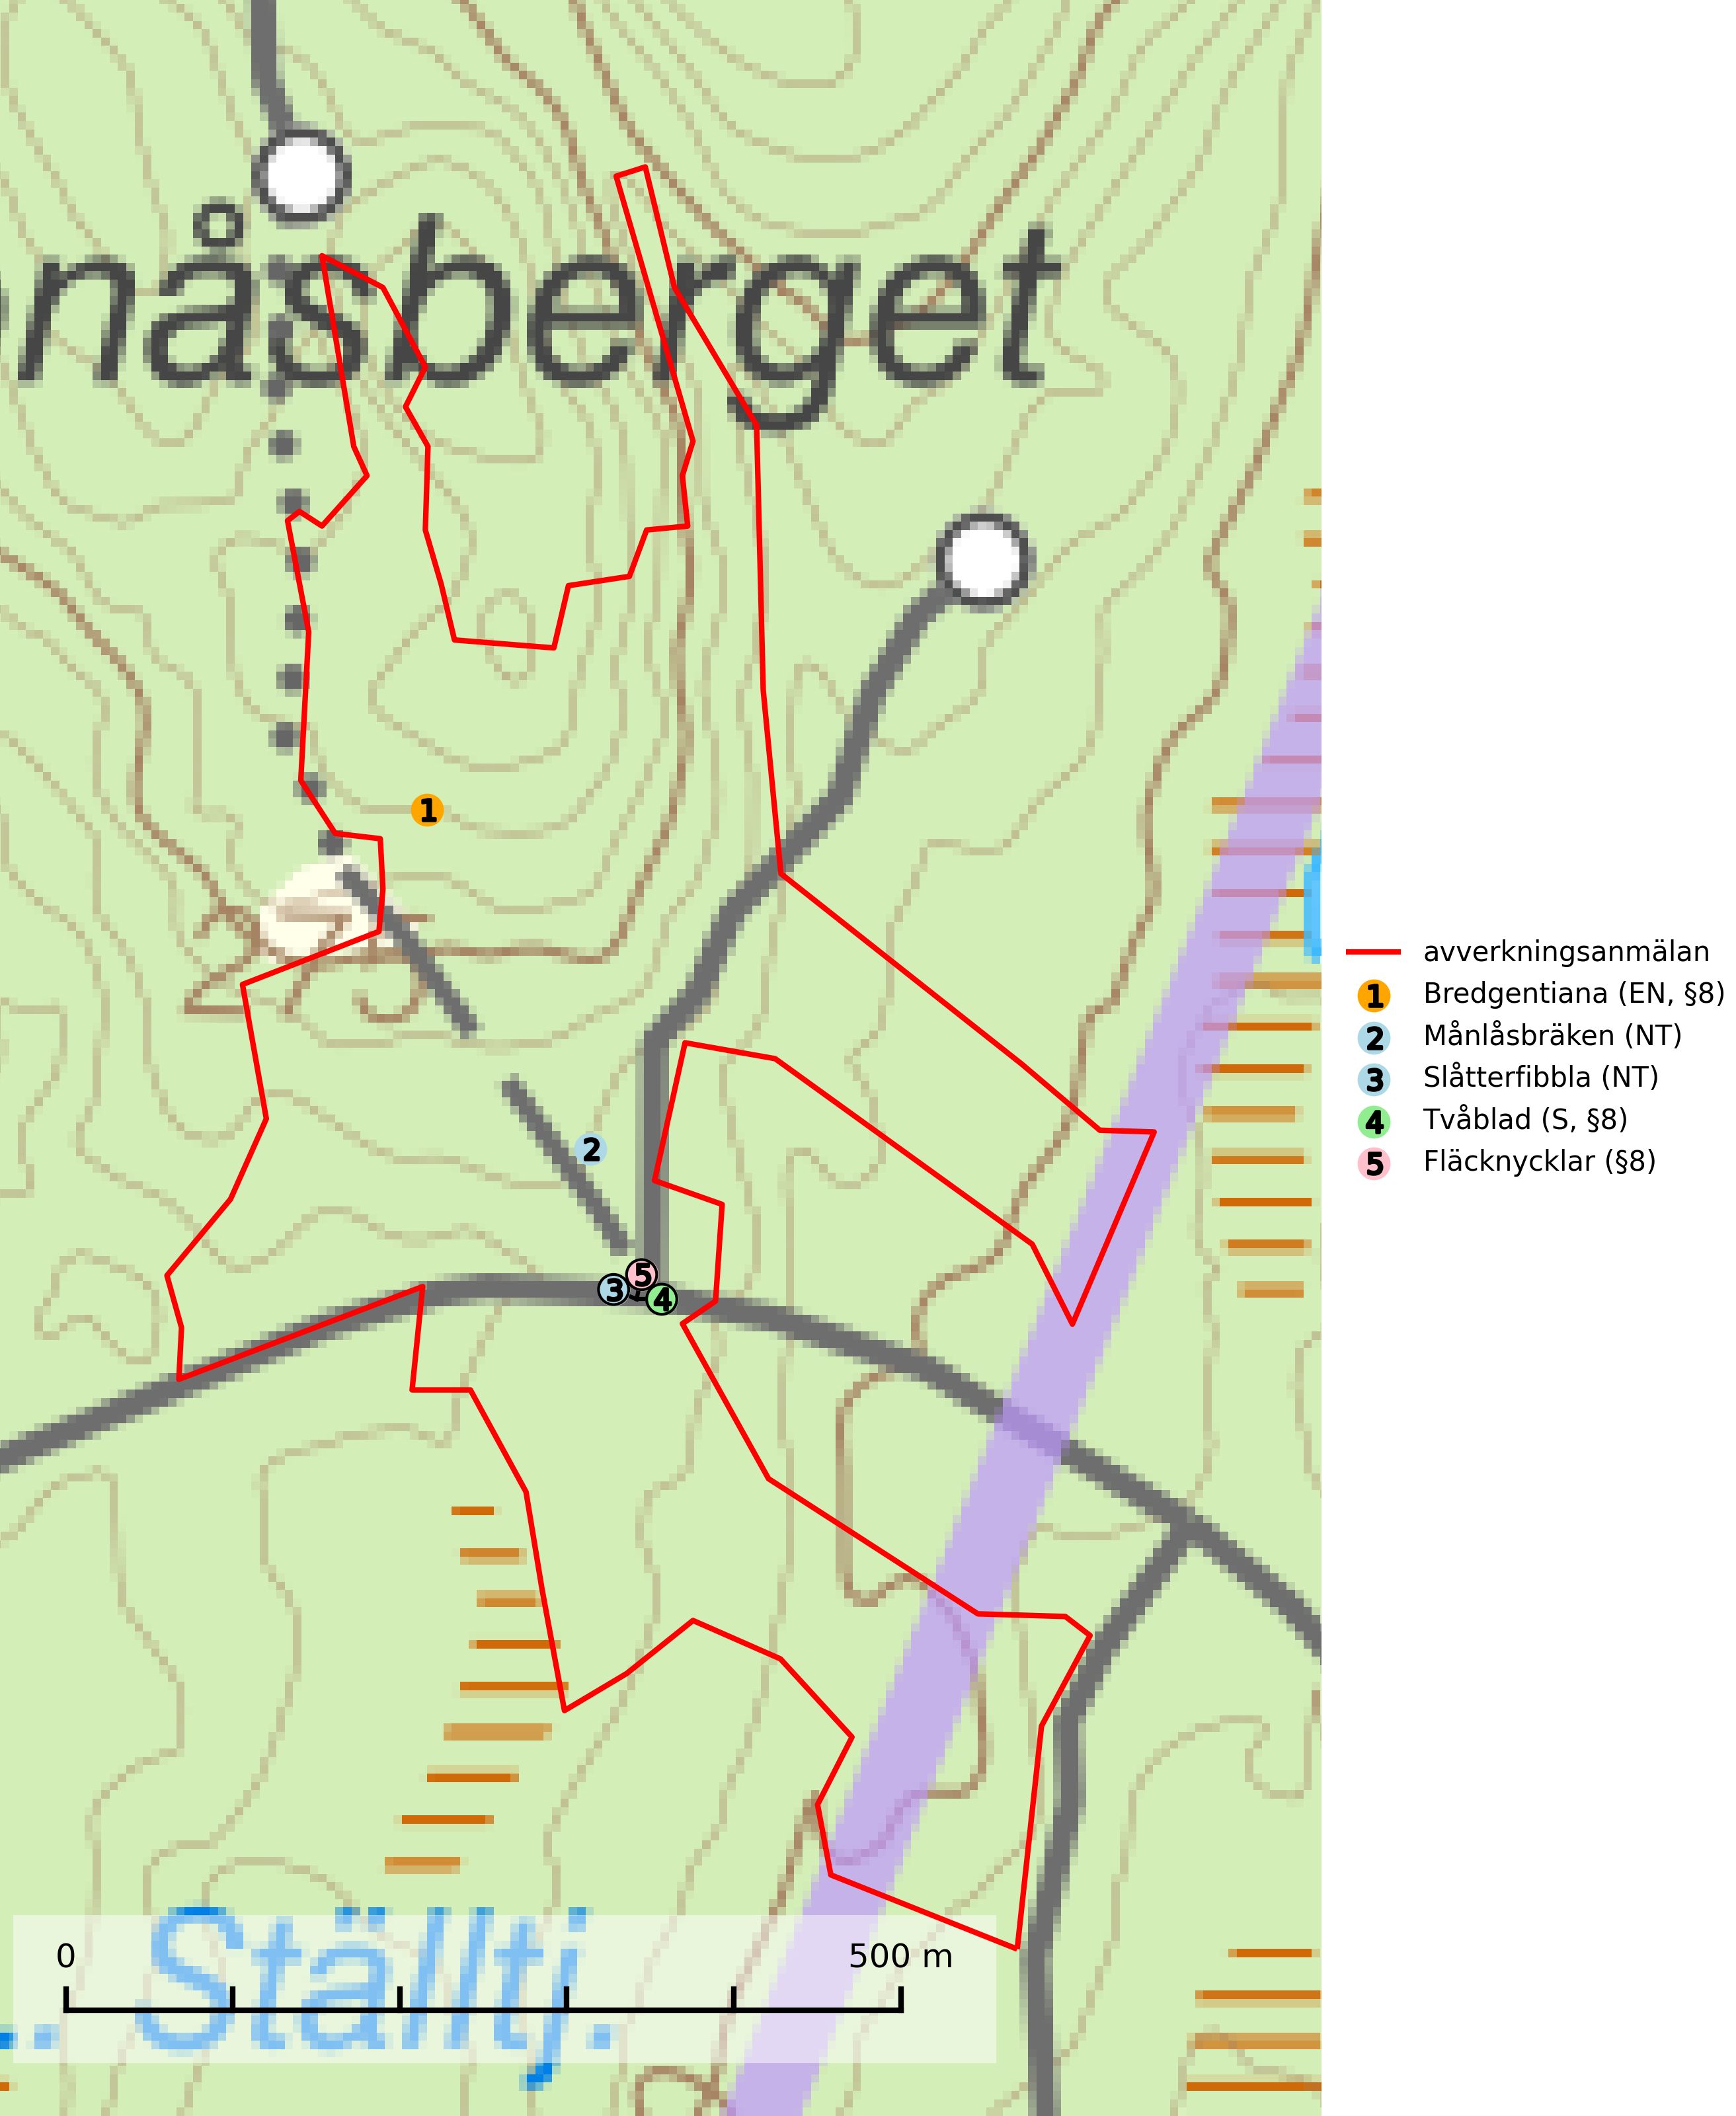 nåsberget
1
2
5
3
4
avverkningsanmälan
1 Bredgentiana (EN, §8)
2 Månlåsbräken (NT)
3 Slåtterfibbla (NT)
4 Tvåblad (S, §8)
5 Fläcknycklar (§8)
0 500 m
Ställtj.